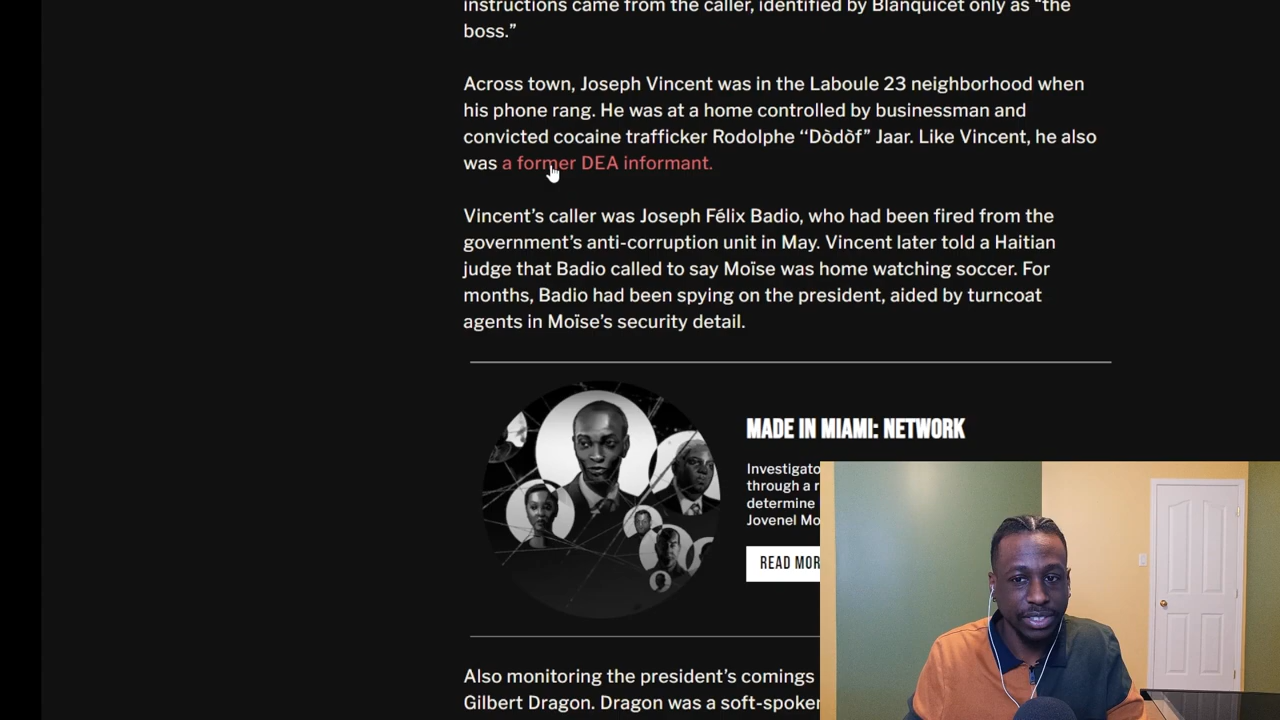 instructions came from the caller, identified by Blanquicet only as “the
boss.”
Across town, Joseph Vincent was in the Laboule 23 neighborhood when
his phone rang. He was at a home controlled by businessman and
convicted cocaine trafficker Rodolphe “Dòdòf” Jaar. Like Vincent, he also
was a former DEA informant.
Vincent’s caller was Joseph Félix Badio, who had been fired from the
government’s anti-corruption unit in May. Vincent later told a Haitian
judge that Badio called to say Moïse was home watching soccer. For
months, Badio had been spying on the president, aided by turncoat
agents in Moïse’s security detail.
MADE IN MIAMI: NETWORK
Investigato
through a r
determine
Jovenel Mo
READ MOR
Also monitoring the president’s comings
Gilbert Dragon. Dragon was a soft-spoken